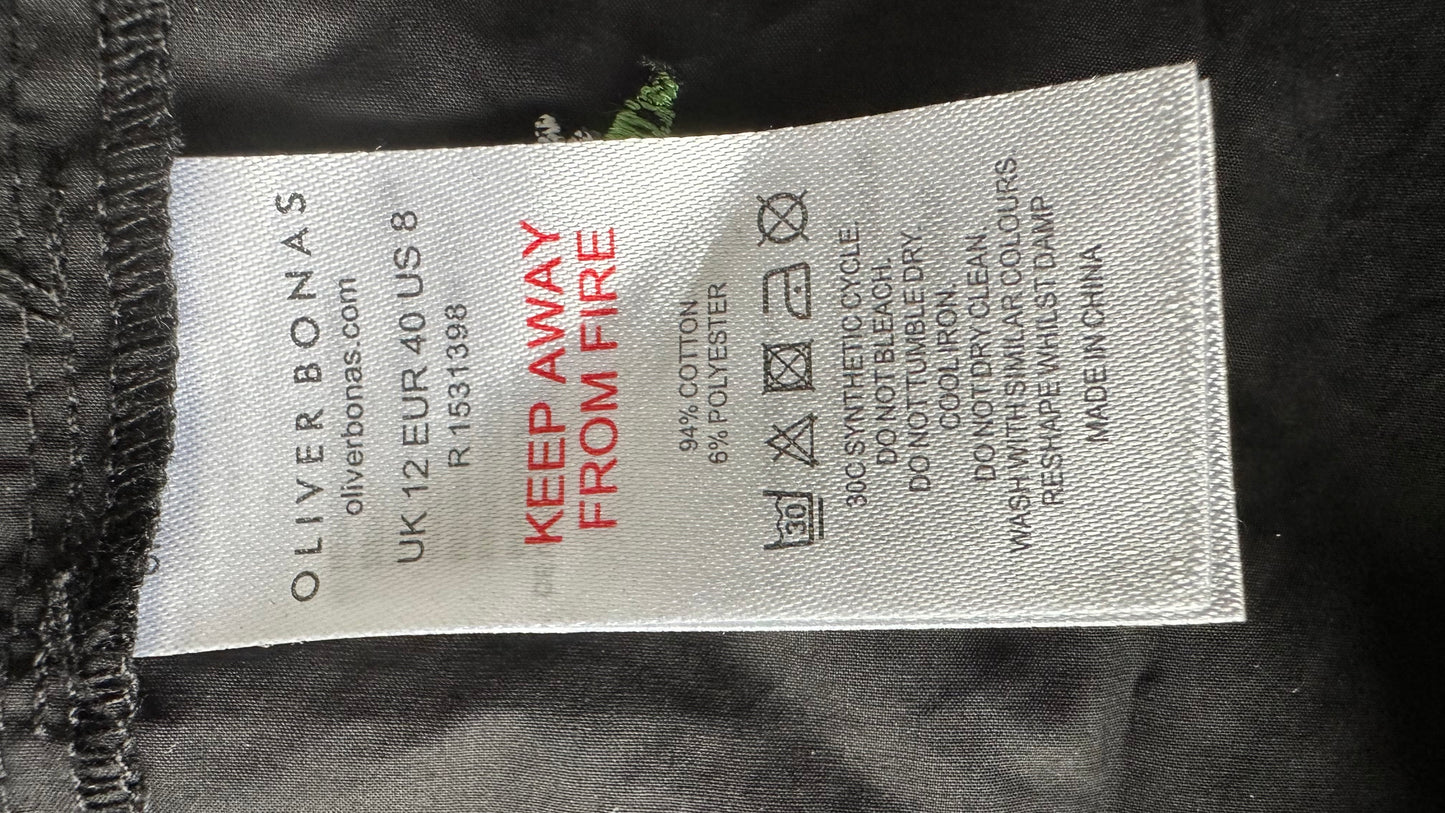 OLIVER BONAS
oliverbonas.com
UK 12 EUR 40 US 8
R 1531398
KEEP AWAY
FROM FIRE
94% COTTON
6% POLYESTER
30
30C SYNTHETIC CYCLE.
DO NOT BLEACH.
DO NOT TUMBLE DRY.
COOL IRON.
DO NOT DRY CLEAN.
WASH WITH SIMILAR COLOURS.
RESHAPE WHILST DAMP
MADE IN CHINA